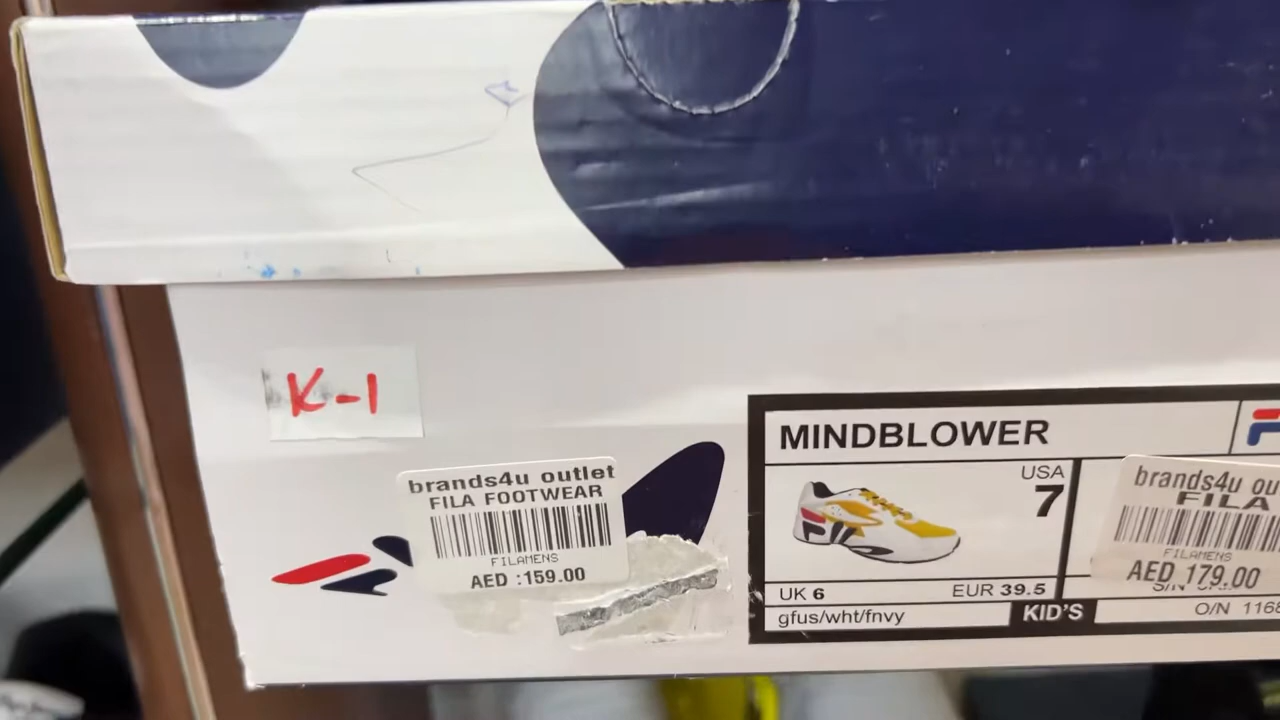 K-1
brands4u outlet
FILA FOOTWEAR
FILAMENS
AED :159.00
MINDBLOWER
USA
7
UK 6
EUR 39.5
gfus/wht/fnvy
KID'S
brands4u ou
FILA
FILAMENS
AED 179.00
S/N
O/N 1168